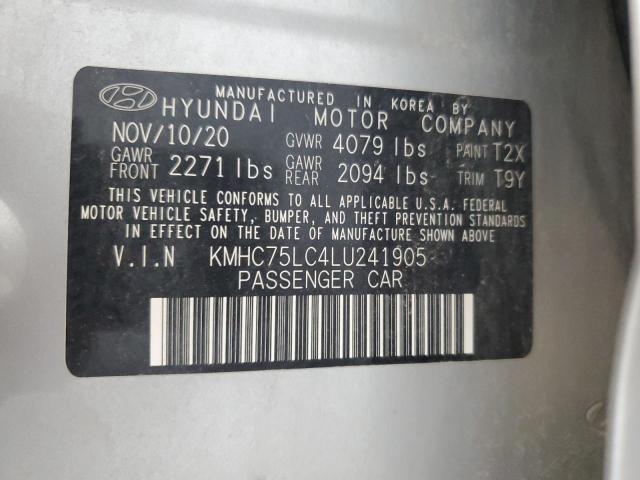 MANUFACTURED IN KOREA BY
HYUNDAI MOTOR COMPANY
NOV/10/20 GVWR 4079 lbs PAINT T2X
GAWR FRONT 2271 lbs GAWR REAR 2094 lbs TRIM T9Y
THIS VEHICLE CONFORMS TO ALL APPLICABLE U.S.A. FEDERAL
MOTOR VEHICLE SAFETY, BUMPER, AND THEFT PREVENTION STANDARDS
IN EFFECT ON THE DATE OF MANUFACTURE SHOWN ABOVE
V.I.N KMHC75LC4LU241905
PASSENGER CAR